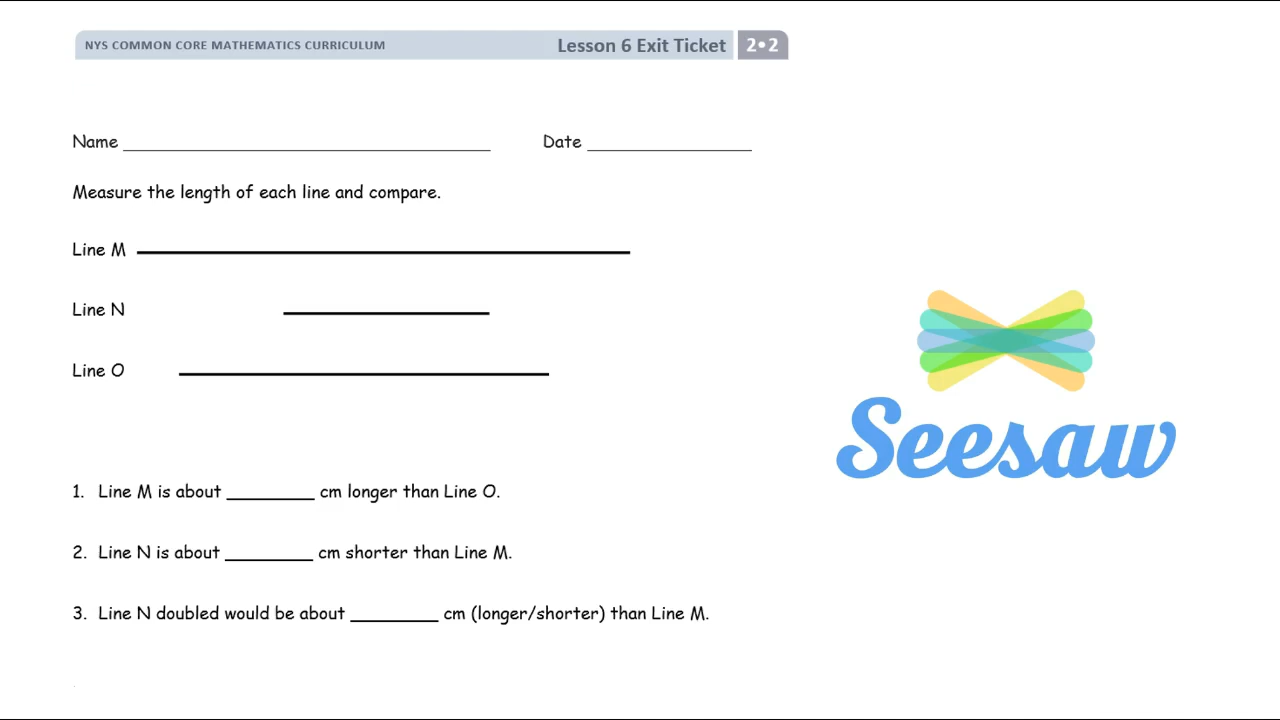 NYS COMMON CORE MATHEMATICS CURRICULUM Lesson 6 Exit Ticket 2•2
Name ________________ Date ________________
Measure the length of each line and compare.
Line M
Line N
Line O
Seesaw
1. Line M is about ________ cm longer than Line O.
2. Line N is about ________ cm shorter than Line M.
3. Line N doubled would be about ________ cm (longer/shorter) than Line M.